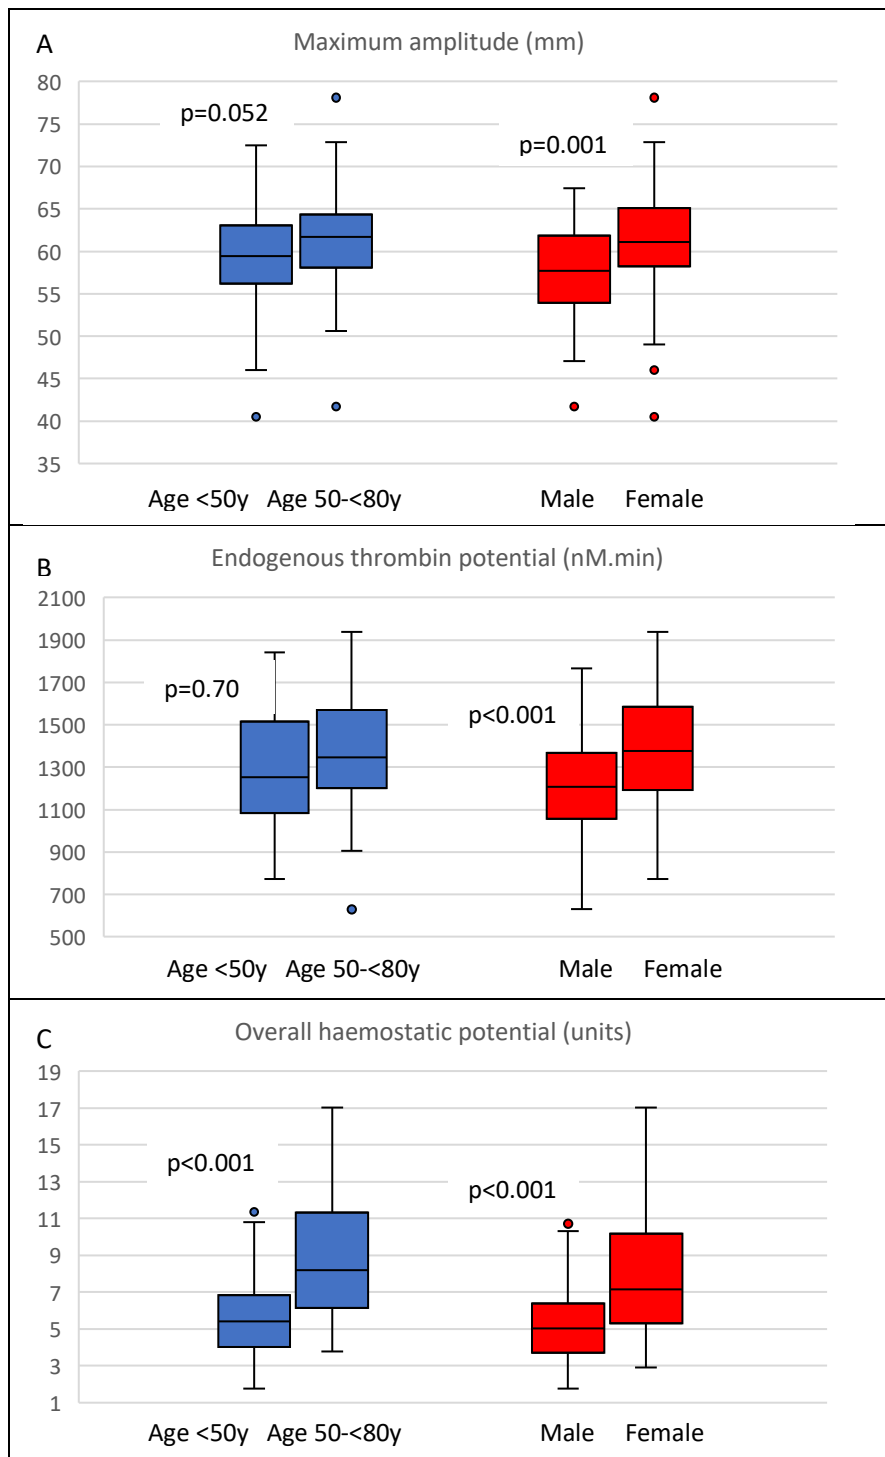 A
Maximum amplitude (mm)
80
75
70
65
60
55
50
45
40
35
p=0.052
p=0.001
Age <50y Age 50-<80y Male Female
B
Endogenous thrombin potential (nM.min)
2100
1900
1700
1500
1300
1100
900
700
500
p=0.70
p<0.001
Age <50y Age 50-<80y Male Female
C
Overall haemostatic potential (units)
19
17
15
13
11
9
7
5
3
1
p<0.001
p<0.001
Age <50y Age 50-<80y Male Female